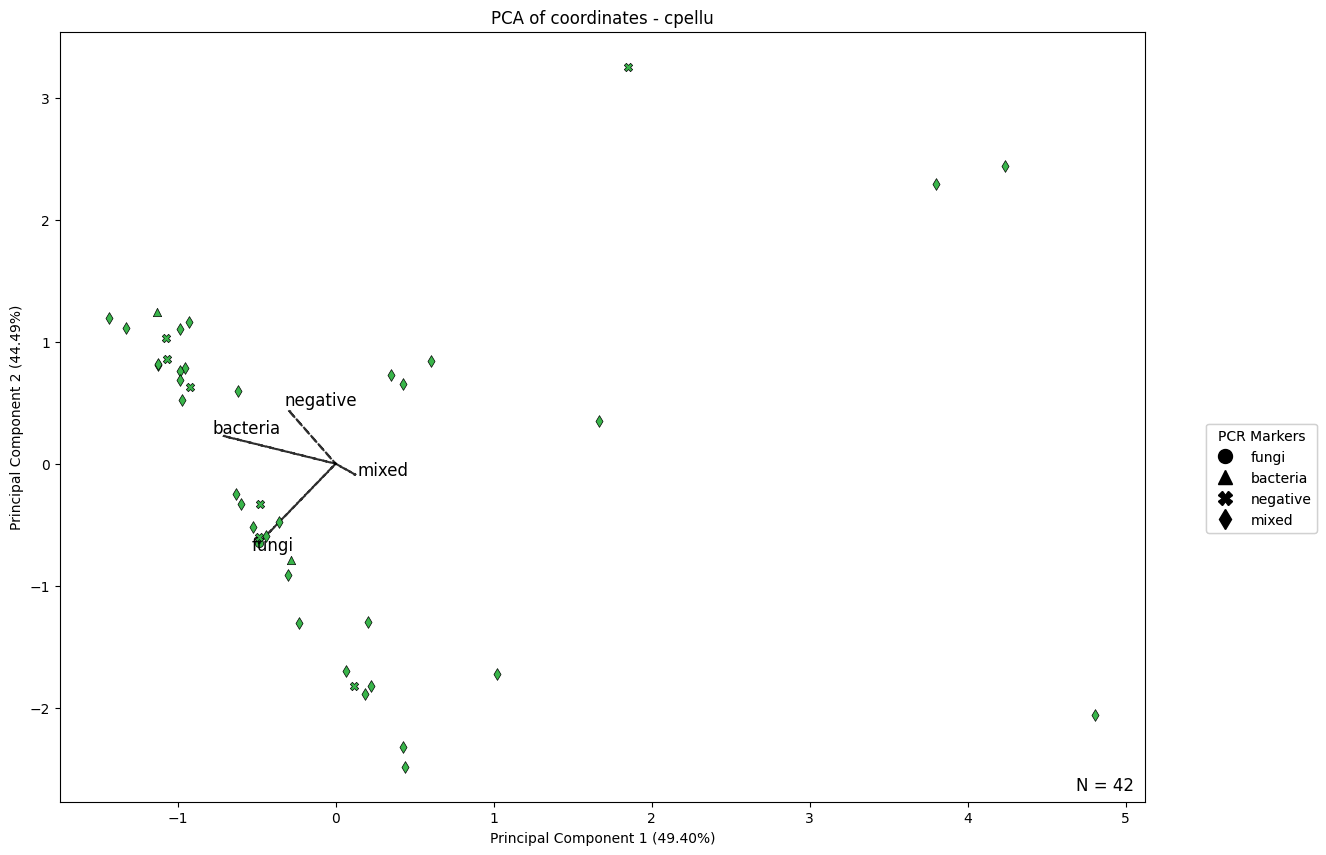 PCA of coordinates - cpellu
Principal Component 2 (44.49%)
3
2
1
0
−1
−2
negative
bacteria
mixed
fungi
N = 42
−1
0
1
2
3
4
5
Principal Component 1 (49.40%)
PCR Markers
fungi
bacteria
negative
mixed